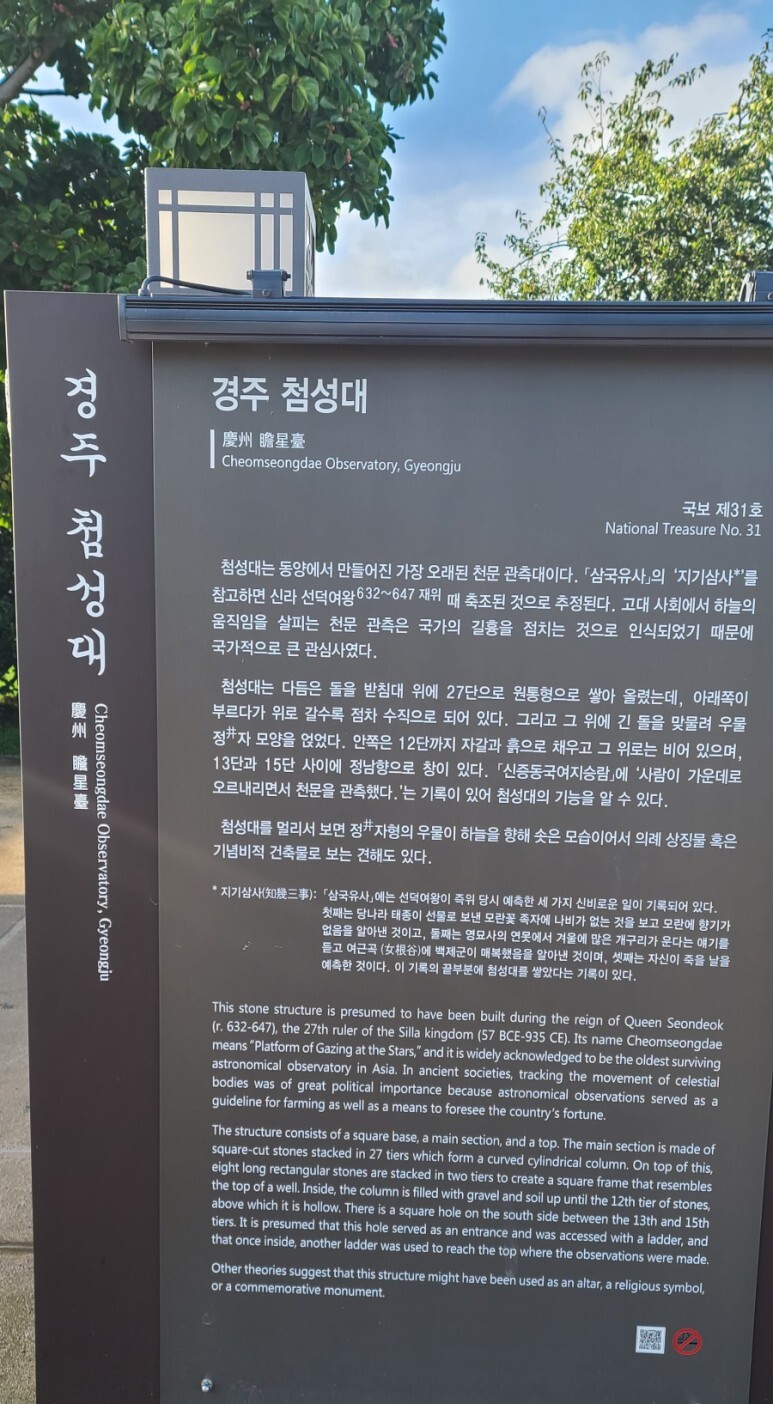 경주 첨성대
慶州 瞻星臺
Cheomseongdae Observatory, Gyeongju
경주 첨성대
慶州 瞻星臺
Cheomseongdae Observatory, Gyeongju
국보 제31호
National Treasure No. 31
첨성대는 동양에서 만들어진 가장 오래된 천문 관측대이다. 「삼국유사」의 ‘지기삼사*’를
참고하면 신라 선덕여왕632~647 재위 때 축조된 것으로 추정된다. 고대 사회에서 하늘의
움직임을 살피는 천문 관측은 국가의 길흉을 점치는 것으로 인식되었기 때문에
국가적으로 큰 관심사였다.
첨성대는 다듬은 돌을 받침대 위에 27단으로 원통형으로 쌓아 올렸는데, 아래쪽이
부르다가 위로 갈수록 점차 수직으로 되어 있다. 그리고 그 위에 긴 돌을 맞물려 우물
정井자 모양을 얹었다. 안쪽은 12단까지 자갈과 흙으로 채우고 그 위로는 비어 있으며,
13단과 15단 사이에 정남향으로 창이 있다. 「신증동국여지승람」에 ‘사람이 가운데로
오르내리면서 천문을 관측했다.’는 기록이 있어 첨성대의 기능을 알 수 있다.
첨성대를 멀리서 보면 정井자형의 우물이 하늘을 향해 솟은 모습이어서 의례 상징물 혹은
기념비적 건축물로 보는 견해도 있다.
* 지기삼사(知幾三事): 「삼국유사」에는 선덕여왕이 즉위 당시 예측한 세 가지 신비로운 일이 기록되어 있다.
첫째는 당나라 태종이 선물로 보낸 모란꽃 족자에 나비가 없는 것을 보고 모란에 향기가
없음을 알아낸 것이고, 둘째는 영묘사의 연못에서 겨울에 많은 개구리가 운다는 얘기를
듣고 여근곡(女根谷)에 백제군이 매복했음을 알아낸 것이며, 셋째는 자신이 죽을 날을
예측한 것이다. 이 기록의 끝부분에 첨성대를 쌓았다는 기록이 있다.
This stone structure is presumed to have been built during the reign of Queen Seondeok
(r. 632-647), the 27th ruler of the Silla kingdom (57 BCE-935 CE). Its name Cheomseongdae
means “Platform of Gazing at the Stars,” and it is widely acknowledged to be the oldest surviving
astronomical observatory in Asia. In ancient societies, tracking the movement of celestial
bodies was of great political importance because astronomical observations served as a
guideline for farming as well as a means to foresee the country’s fortune.
The structure consists of a square base, a main section, and a top. The main section is made of
square-cut stones stacked in 27 tiers which form a curved cylindrical column. On top of this,
eight long rectangular stones are stacked in two tiers to create a square frame that resembles
the top of a well. Inside, the column is filled with gravel and soil up until the 12th tier of stones,
above which it is hollow. There is a square hole on the south side between the 13th and 15th
tiers. It is presumed that this hole served as an entrance and was accessed with a ladder, and
that once inside, another ladder was used to reach the top where the observations were made.
Other theories suggest that this structure might have been used as an altar, a religious symbol,
or a commemorative monument.